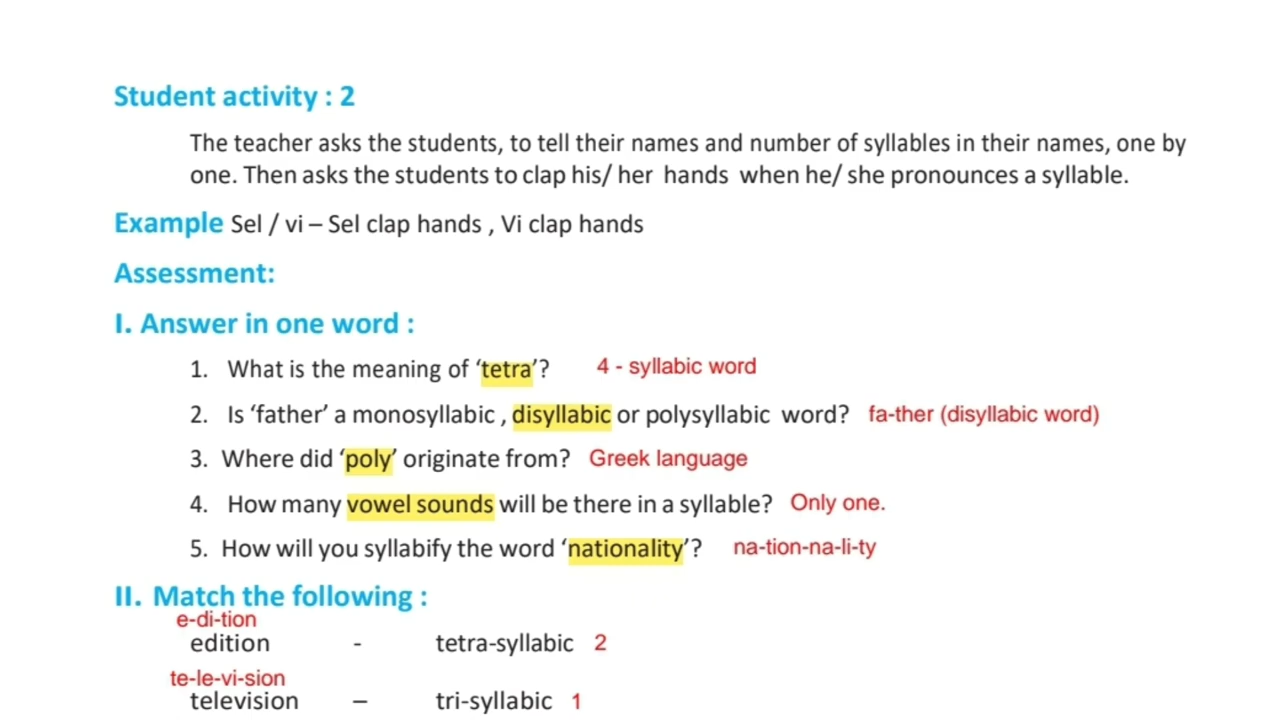 Student activity : 2
The teacher asks the students, to tell their names and number of syllables in their names, one by
one. Then asks the students to clap his/ her hands when he/ she pronounces a syllable.
Example Sel / vi – Sel clap hands , Vi clap hands
Assessment:
I. Answer in one word :
1. What is the meaning of ‘tetra’? 4 - syllabic word
2. Is ‘father’ a monosyllabic , disyllabic or polysyllabic word? fa-ther (disyllabic word)
3. Where did ‘poly’ originate from? Greek language
4. How many vowel sounds will be there in a syllable? Only one.
5. How will you syllabify the word ‘nationality’? na-tion-na-li-ty
II. Match the following :
e-di-tion
edition - tetra-syllabic 2
te-le-vi-sion
television – tri-syllabic 1